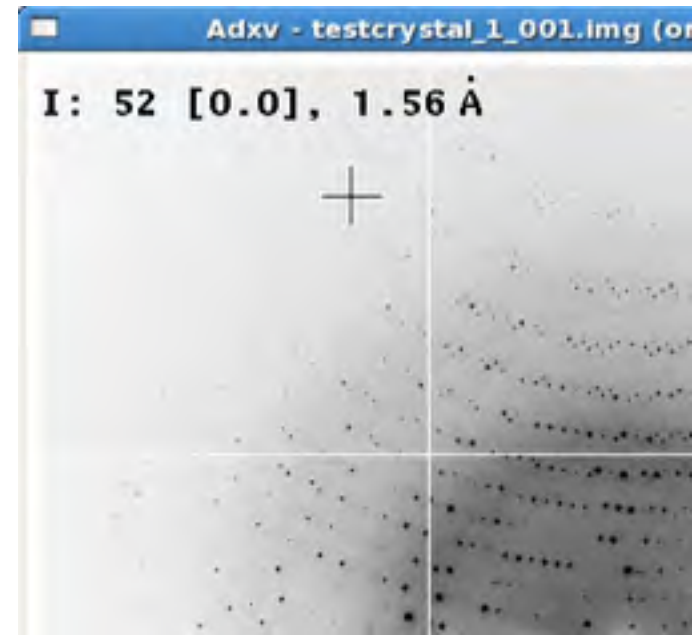 Adxv - testcrystal_1_001.img (or
I: 52 [0.0], 1.56 Å